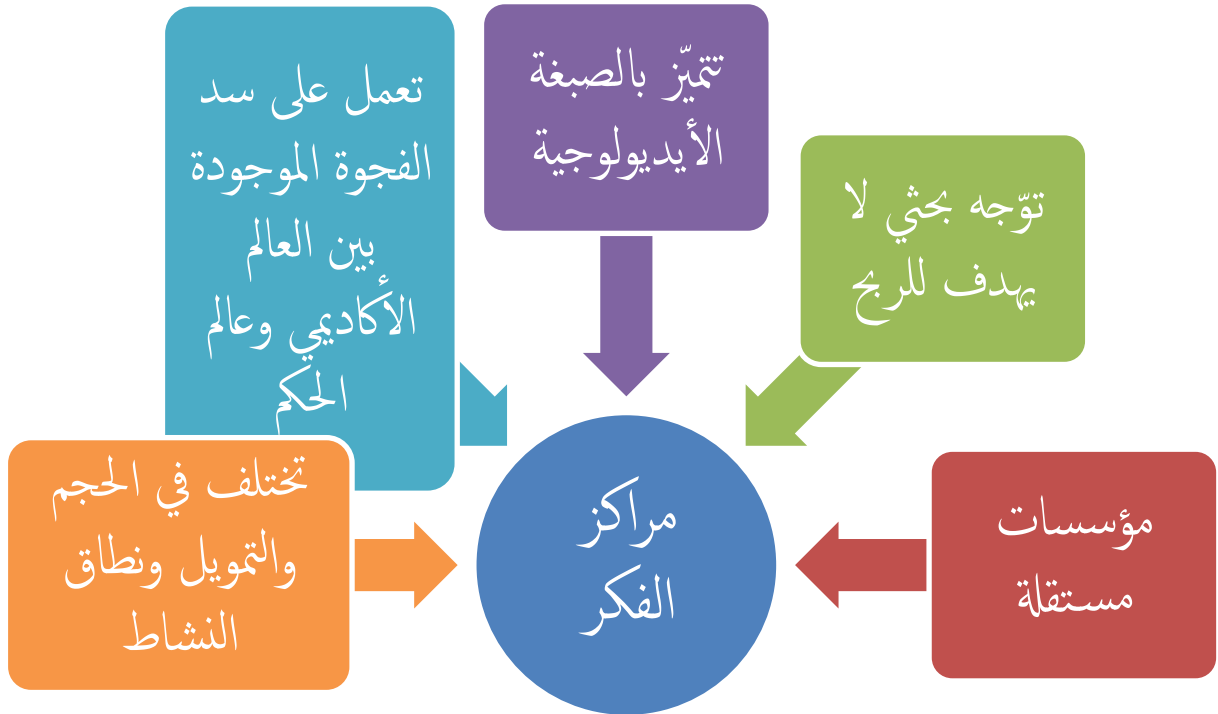 مؤسسات
مستقلة
توّجه بحثي لا
يهدف للربح
تتميّز بالصبغة
الأيديولوجية
تعمل على سد
الفجوة الموجودة
بين العالم
الأكاديمي وعالم
الحكم
تختلف في الحجم
والتمويل ونطاق
النشاط
مراكز
الفكر